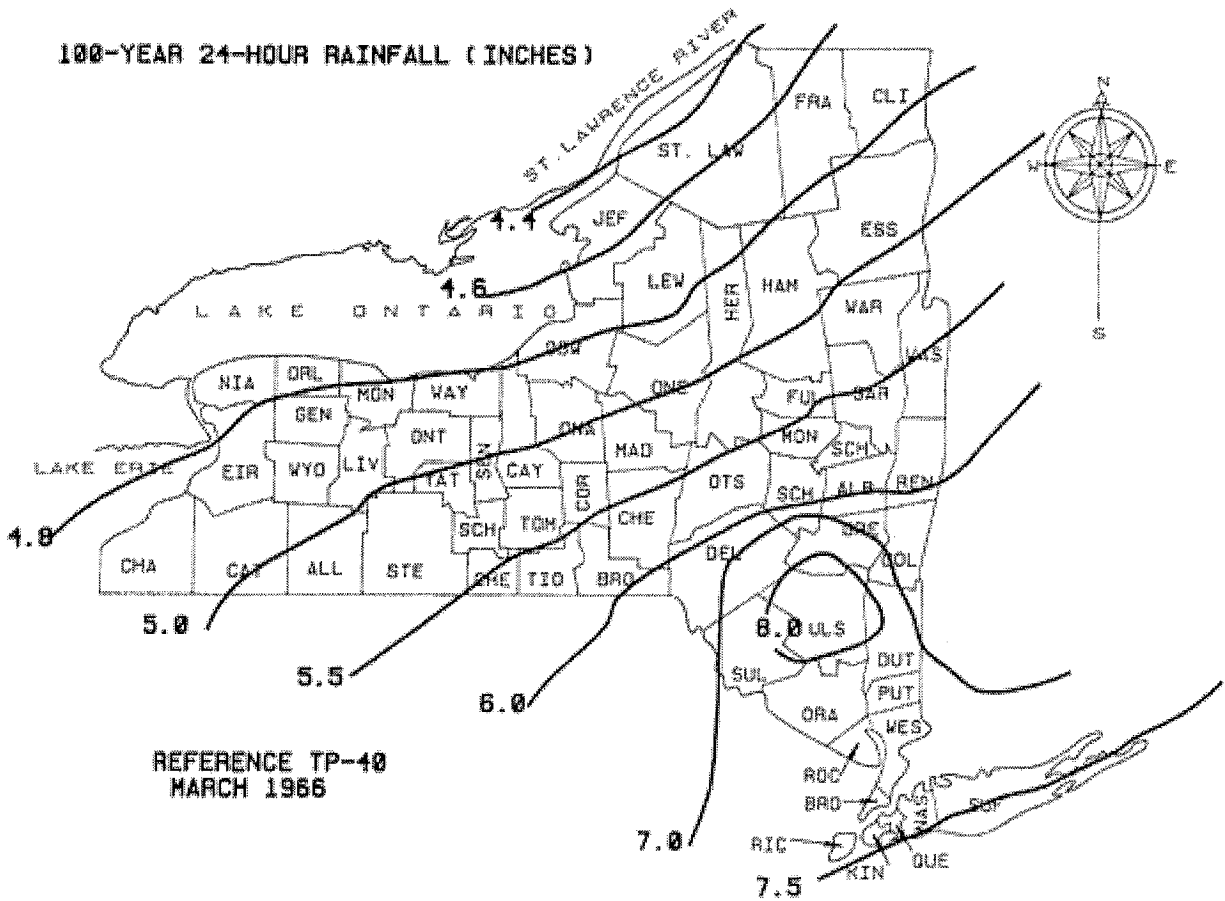 100-YEAR 24-HOUR RAINFALL (INCHES)
ST. LAWRENCE RIVER
FRA
CLI
N
W
E
S
ST. LAW
4.4
JEF
ESS
4.6
LEW
HER
HAM
LAKE ONTARIO
WAR
OSW
WAS
NIA
ORL
MON
WAY
ONE
FUL
SAR
GEN
ONT
ONA
MAD
MON
SCH
LAKE ERIE
EIR
WYO
LIV
YAT
SEN
CAY
COR
OTS
SCH
ALB
REN
4.8
SCH
TOM
CHE
GRE
CHA
CAT
ALL
STE
CHE
TIO
BRO
DEL
COL
5.0
8.0
ULS
5.5
SUL
DUT
6.0
PUT
ORA
WES
REFERENCE TP-40
MARCH 1966
ROC
BRO
NAS
SUF
7.0
RIC
KIN
QUE
7.5